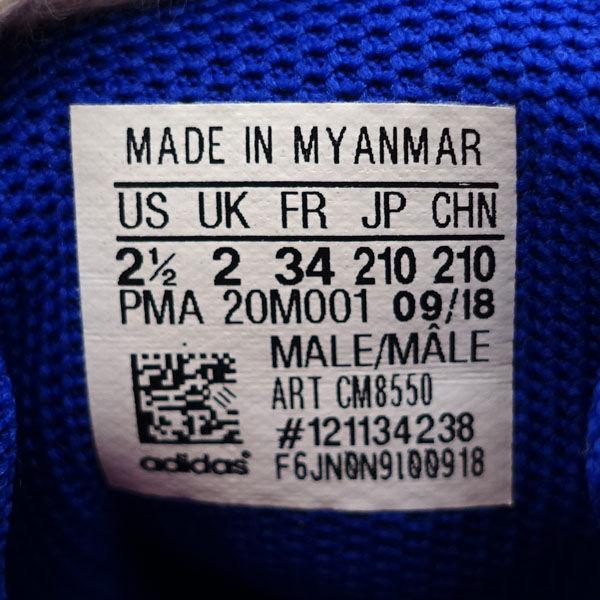 MADE IN MYANMAR
US UK FR JP CHN
2½ 2 34 210 210
PMA 20M001 09/18
MALE/MÂLE
ART CM8550
#121134238
F6JN0N9100918
adidas®